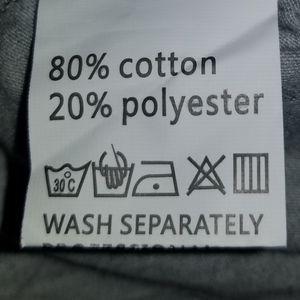 80% cotton
20% polyester
30°C
WASH SEPARATELY